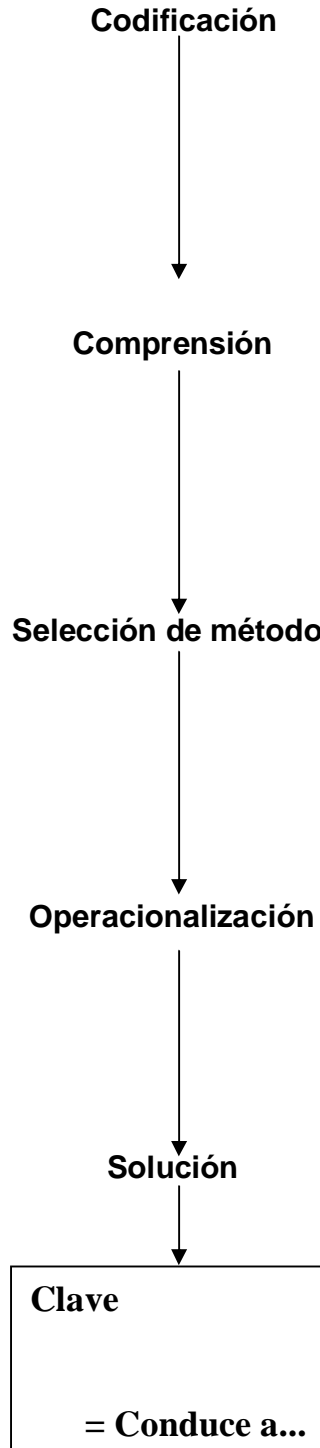 Codificación
Comprensión
Selección de método
Operacionalización
Solución
Clave
= Conduce a...